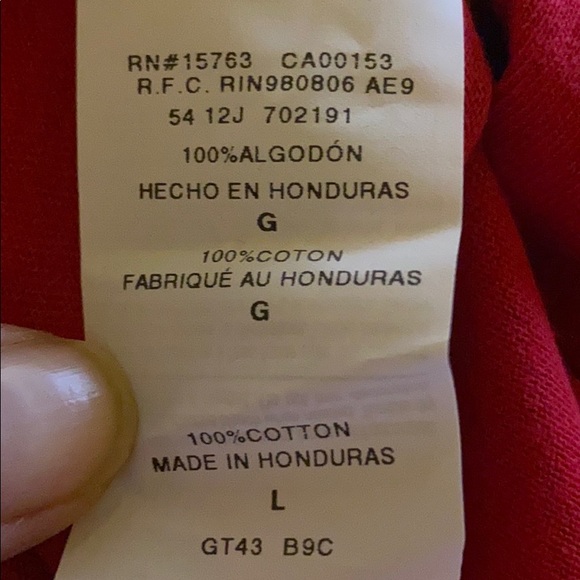 RN#15763 CA00153
R.F.C. RIN980806 AE9
54 12J 702191
100%ALGODÓN
HECHO EN HONDURAS
G
100%COTON
FABRIQUÉ AU HONDURAS
G
100%COTTON
MADE IN HONDURAS
L
GT43 B9C